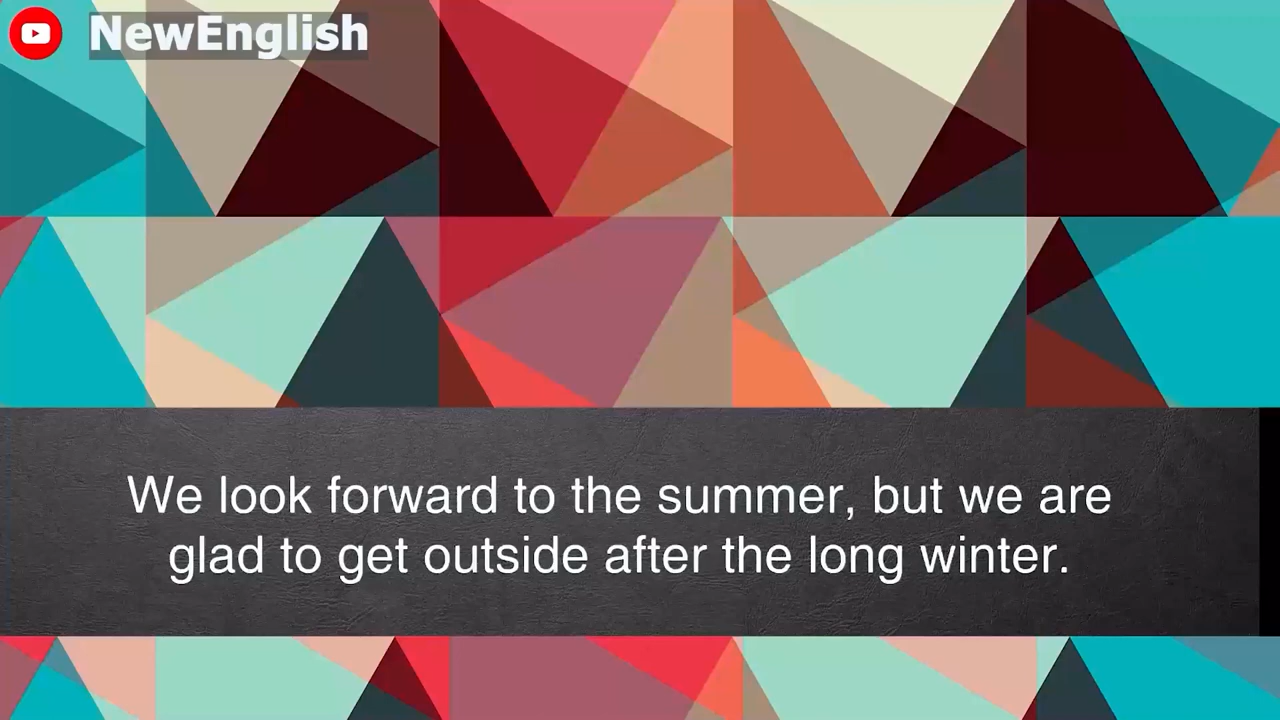 NewEnglish
We look forward to the summer, but we are
glad to get outside after the long winter.